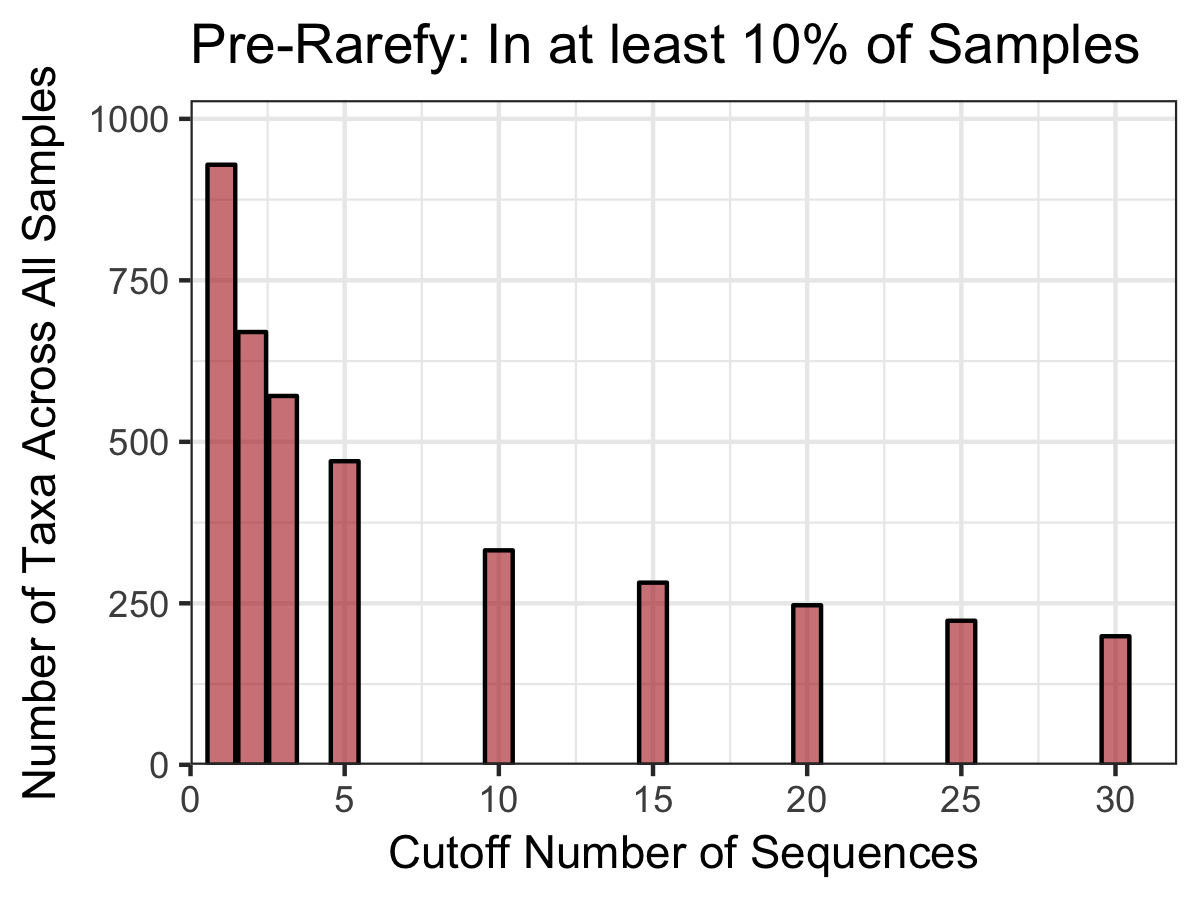 Pre-Rarefy: In at least 10% of Samples
Number of Taxa Across All Samples
1000
750
500
250
0
0 5 10 15 20 25 30
Cutoff Number of Sequences